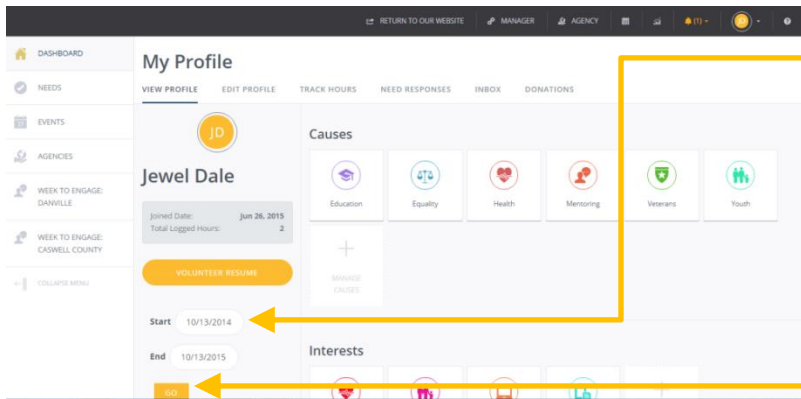 RETURN TO OUR WEBSITE MANAGER AGENCY (1) JD
DASHBOARD
NEEDS
EVENTS
AGENCIES
WEEK TO ENGAGE:
DANVILLE
WEEK TO ENGAGE:
CASWELL COUNTY
COLLAPSE MENU
My Profile
VIEW PROFILE EDIT PROFILE TRACK HOURS NEED RESPONSES INBOX DONATIONS
JD
Jewel Dale
Joined Date: Jun 26, 2015
Total Logged Hours: 2
VOLUNTEER RESUME
Start 10/13/2014
End 10/13/2015
GO
Causes
Education Equality Health Mentoring Veterans Youth
MANAGE
CAUSES
Interests